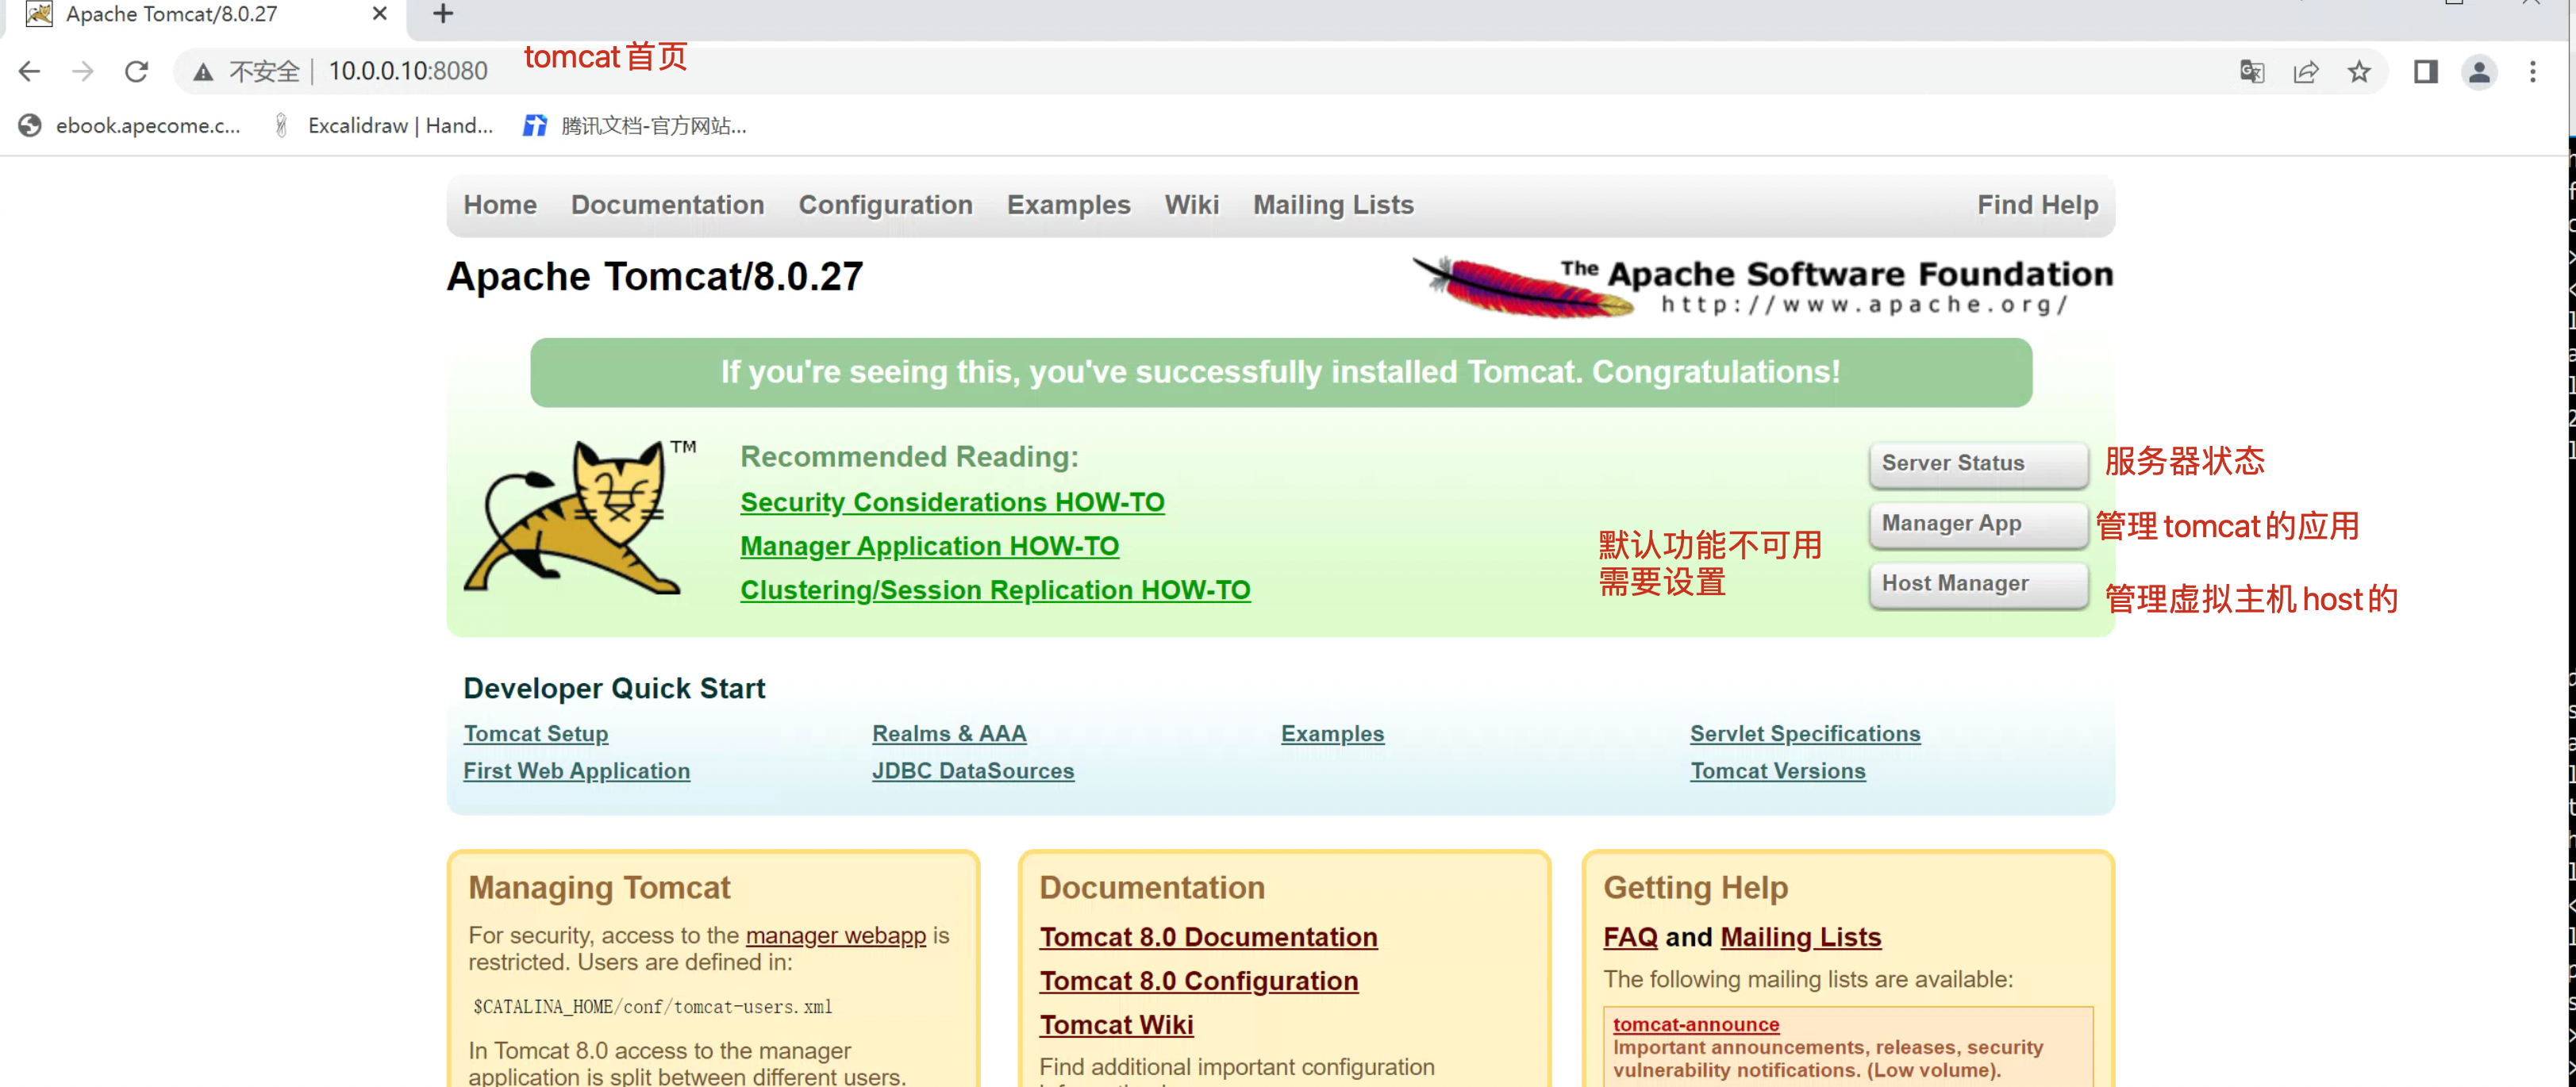 Apache Tomcat/8.0.27
不安全 | 10.0.0.10:8080
tomcat首页
ebook.apecome.c...
Excalidraw | Hand...
腾讯文档-官方网站...
Home Documentation Configuration Examples Wiki Mailing Lists Find Help
Apache Tomcat/8.0.27
The Apache Software Foundation
http://www.apache.org/
If you're seeing this, you've successfully installed Tomcat. Congratulations!
TM
Recommended Reading:
Security Considerations HOW-TO
Manager Application HOW-TO
Clustering/Session Replication HOW-TO
默认功能不可用
需要设置
Server Status
服务器状态
Manager App
管理tomcat的应用
Host Manager
管理虚拟主机host的
Developer Quick Start
Tomcat Setup
Realms & AAA
Examples
Servlet Specifications
First Web Application
JDBC DataSources
Tomcat Versions
Managing Tomcat
For security, access to the manager webapp is
restricted. Users are defined in:
$CATALINA_HOME/conf/tomcat-users.xml
In Tomcat 8.0 access to the manager
application is split between different users.
Documentation
Tomcat 8.0 Documentation
Tomcat 8.0 Configuration
Tomcat Wiki
Find additional important configuration
Getting Help
FAQ and Mailing Lists
The following mailing lists are available:
tomcat-announce
Important announcements, releases, security
vulnerability notifications. (Low volume).